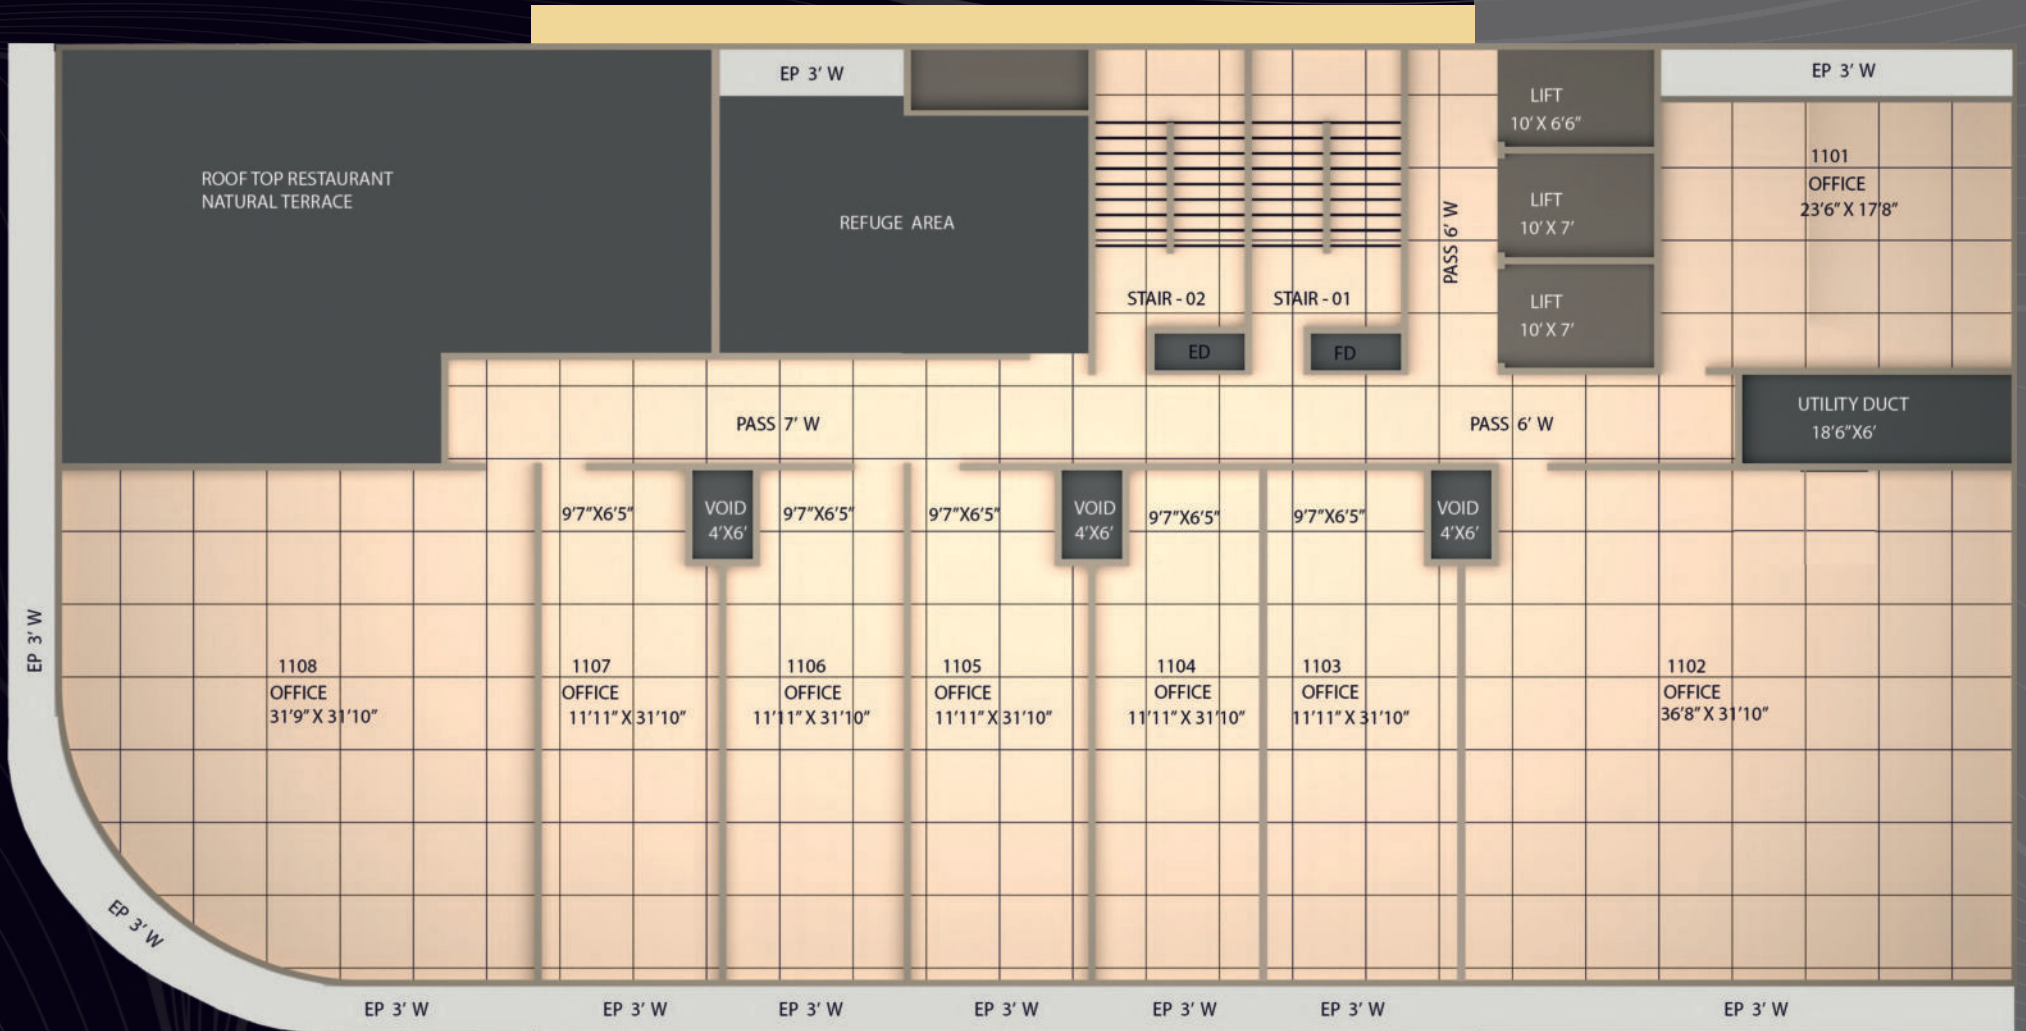 EP 3' W
EP 3' W
LIFT
10' X 6'6"
1101
OFFICE
23'6" X 17'8"
ROOF TOP RESTAURANT
NATURAL TERRACE
REFUGE AREA
PASS 6' W
LIFT
10' X 7'
STAIR - 02
STAIR - 01
LIFT
10' X 7'
ED
FD
UTILITY DUCT
18'6"X6'
PASS 7' W
PASS 6' W
9'7"X6'5"
VOID
4'X6'
9'7"X6'5"
9'7"X6'5"
VOID
4'X6'
9'7"X6'5"
9'7"X6'5"
VOID
4'X6'
EP 3' W
1108
OFFICE
31'9" X 31'10"
1107
OFFICE
11'11" X 31'10"
1106
OFFICE
11'11" X 31'10"
1105
OFFICE
11'11" X 31'10"
1104
OFFICE
11'11" X 31'10"
1103
OFFICE
11'11" X 31'10"
1102
OFFICE
36'8" X 31'10"
EP 3' W
EP 3' W
EP 3' W
EP 3' W
EP 3' W
EP 3' W
EP 3' W
EP 3' W